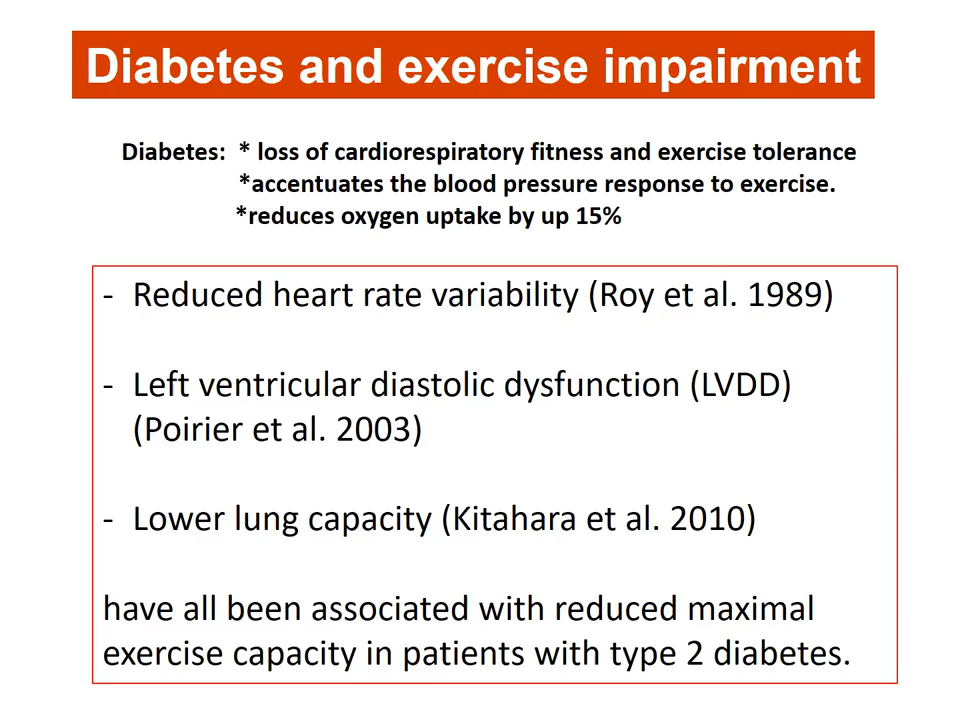 Diabetes and exercise impairment
Diabetes: * loss of cardiorespiratory fitness and exercise tolerance
*accentuates the blood pressure response to exercise.
*reduces oxygen uptake by up 15%
- Reduced heart rate variability (Roy et al. 1989)
- Left ventricular diastolic dysfunction (LVDD)
(Poirier et al. 2003)
- Lower lung capacity (Kitahara et al. 2010)
have all been associated with reduced maximal
exercise capacity in patients with type 2 diabetes.